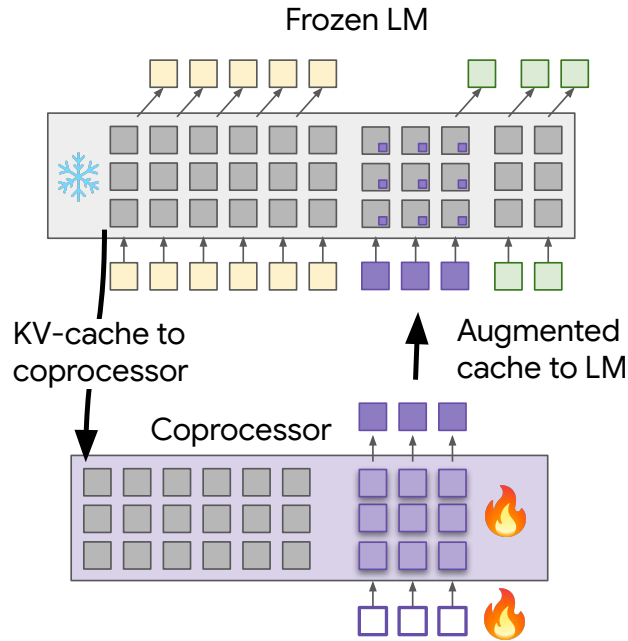 Frozen LM
KV-cache to
coprocessor
Augmented
cache to LM
Coprocessor